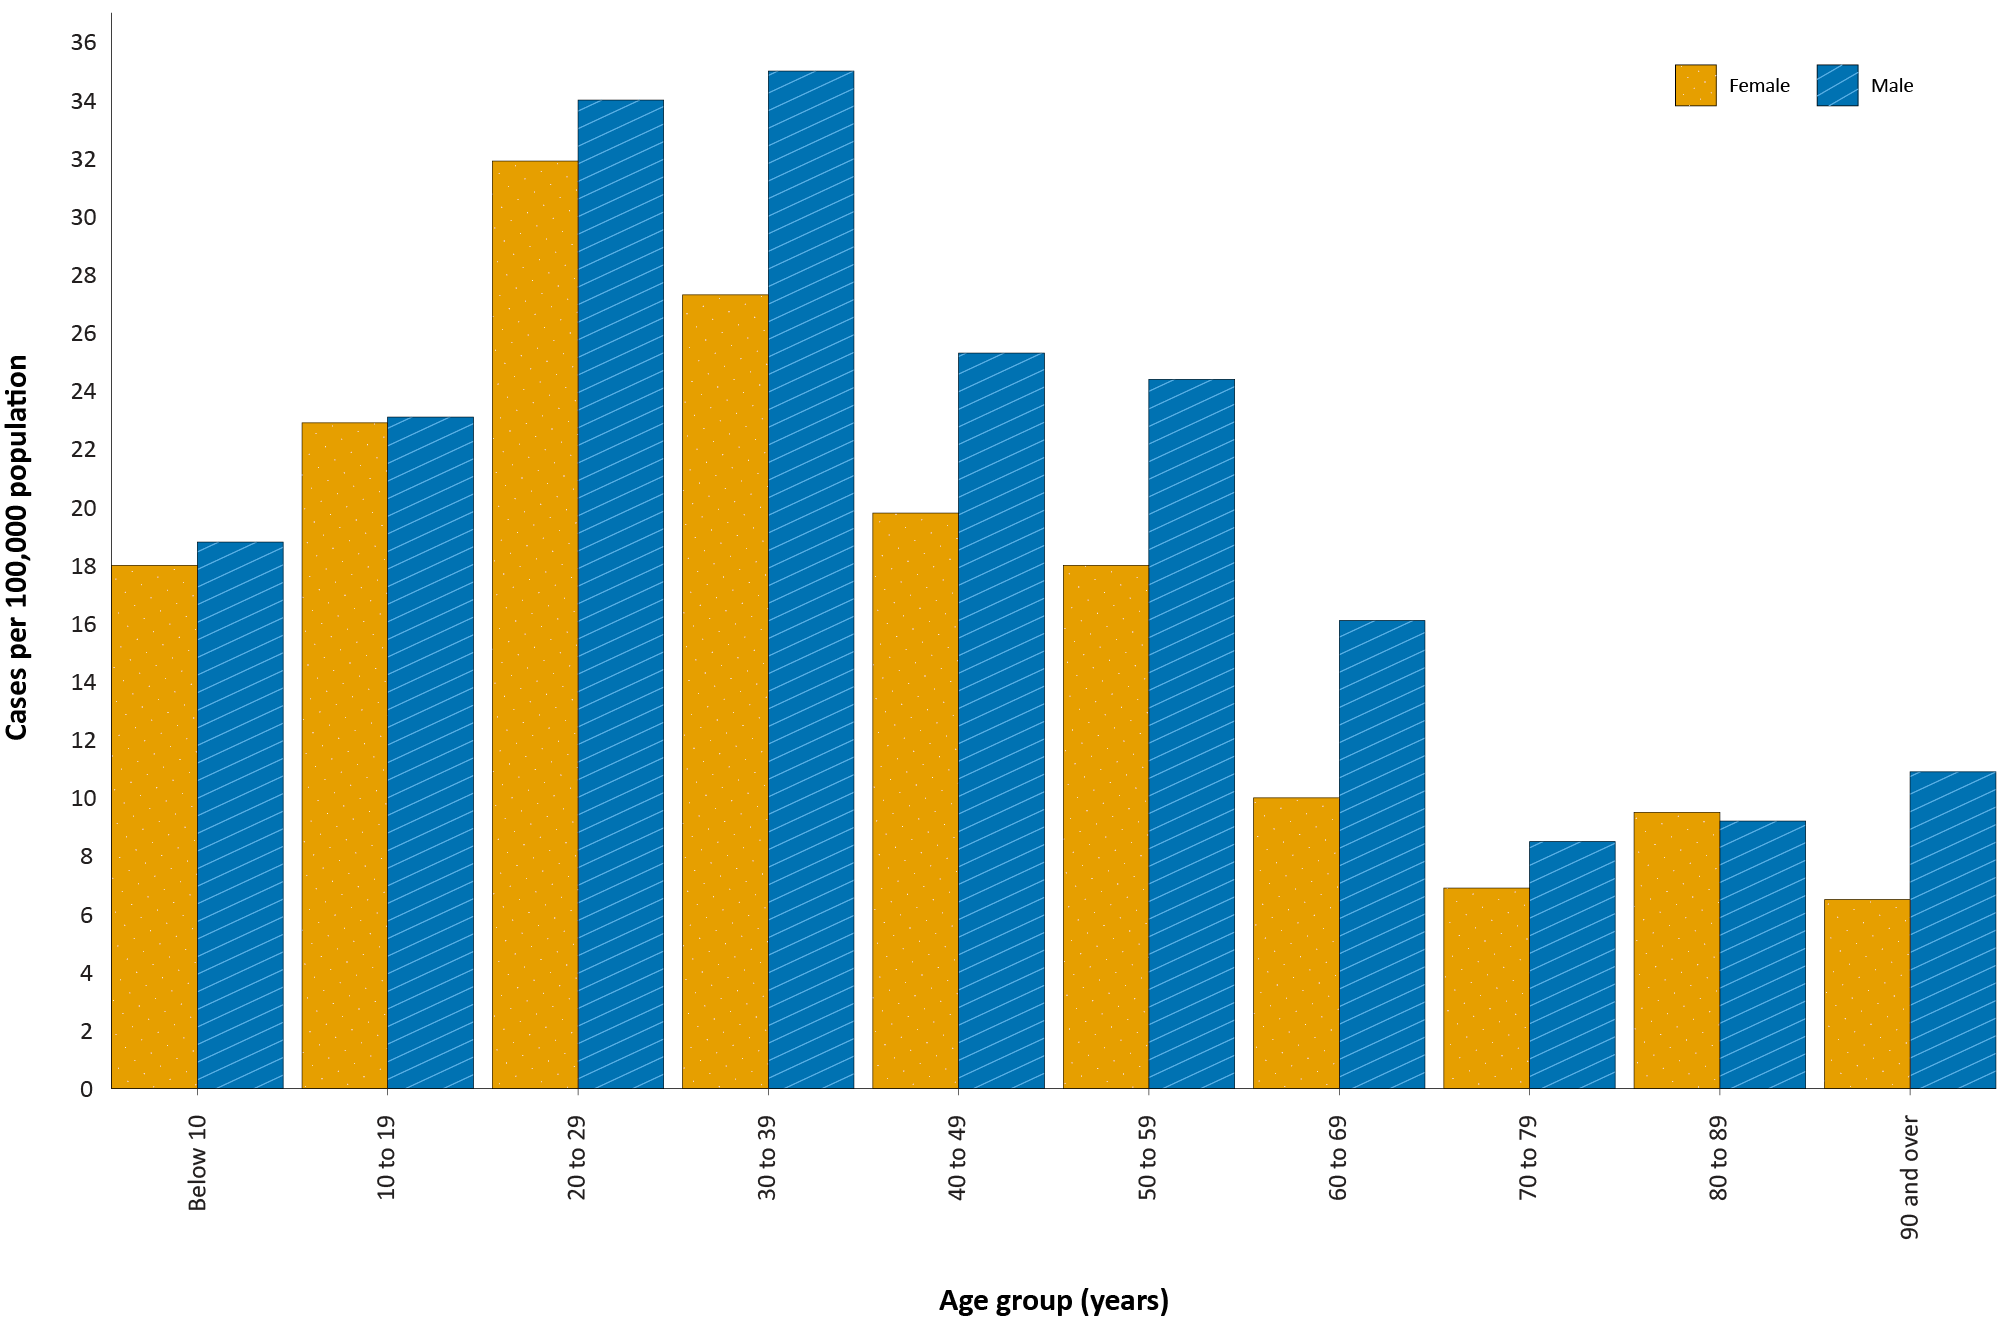 Cases per 100,000 population
36
34
32
30
28
26
24
22
20
18
16
14
12
10
8
6
4
2
0
Female
Male
Below 10
10 to 19
20 to 29
30 to 39
40 to 49
50 to 59
60 to 69
70 to 79
80 to 89
90 and over
Age group (years)